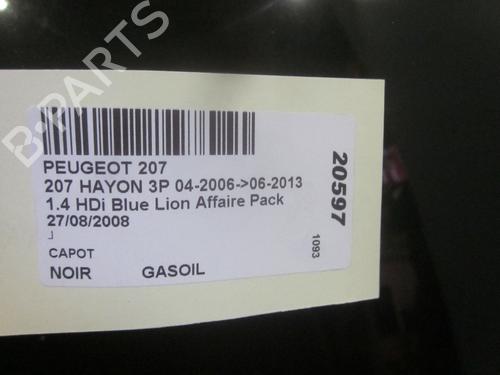 B-PARTS
PEUGEOT 207
207 HAYON 3P 04-2006->06-2013
1.4 HDi Blue Lion Affaire Pack
27/08/2008
CAPOT
NOIR GASOIL
20597
1093